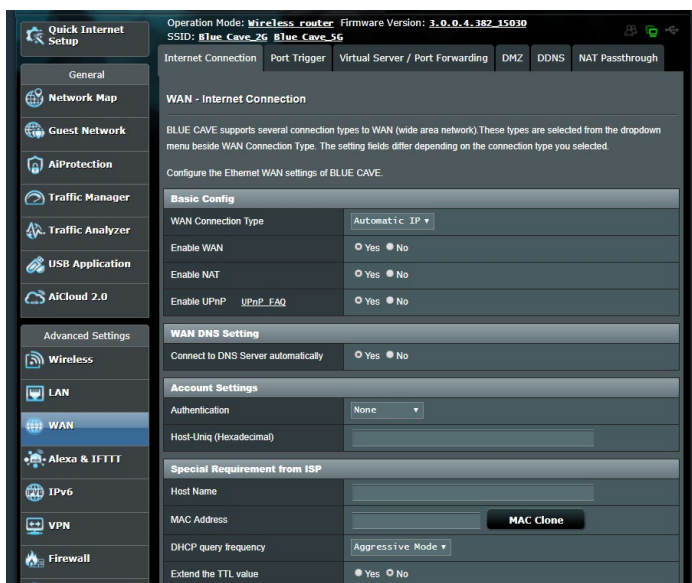 Quick Internet
Setup
Operation Mode: Wireless router Firmware Version: 3.0.0.4.382_15030
SSID: Blue Cave_2G Blue Cave_5G
General
Network Map
Guest Network
AiProtection
Traffic Manager
Traffic Analyzer
USB Application
AiCloud 2.0
Advanced Settings
Wireless
LAN
WAN
Alexa & IFTTT
IPv6
VPN
Firewall
Internet Connection Port Trigger Virtual Server / Port Forwarding DMZ DDNS NAT Passthrough
WAN - Internet Connection
BLUE CAVE supports several connection types to WAN (wide area network).These types are selected from the dropdown
menu beside WAN Connection Type. The setting fields differ depending on the connection type you selected.
Configure the Ethernet WAN settings of BLUE CAVE.
Basic Config
WAN Connection Type Automatic IP
Enable WAN Yes No
Enable NAT Yes No
Enable UPnP UPnP FAQ Yes No
WAN DNS Setting
Connect to DNS Server automatically Yes No
Account Settings
Authentication None
Host-Uniq (Hexadecimal)
Special Requirement from ISP
Host Name
MAC Address MAC Clone
DHCP query frequency Aggressive Mode
Extend the TTL value Yes No